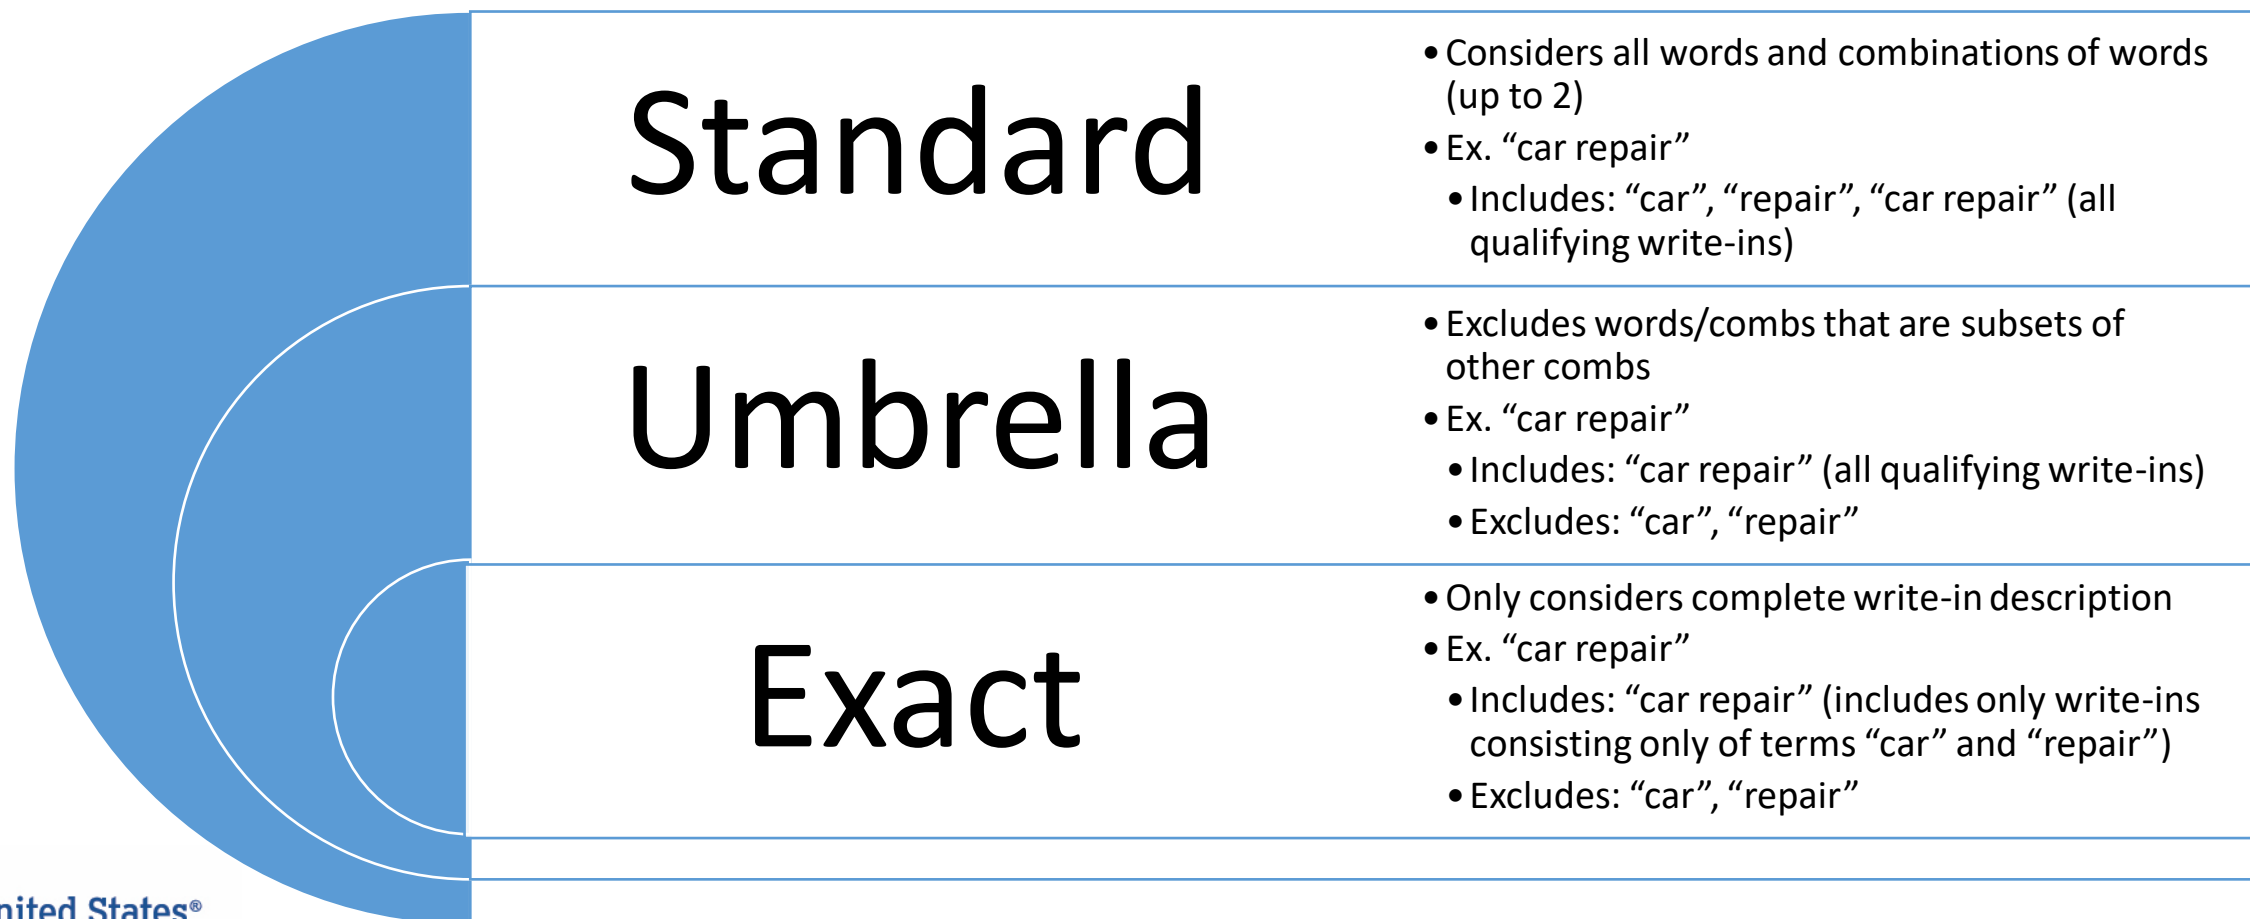 Standard
•Considers all words and combinations of words
(up to 2)
•Ex. “car repair”
•Includes: “car”, “repair”, “car repair” (all
qualifying write-ins)
Umbrella
•Excludes words/combs that are subsets of
other combs
•Ex. “car repair”
•Includes: “car repair” (all qualifying write-ins)
•Excludes: “car”, “repair”
Exact
•Only considers complete write-in description
•Ex. “car repair”
•Includes: “car repair” (includes only write-ins
consisting only of terms “car” and “repair”)
•Excludes: “car”, “repair”
States®